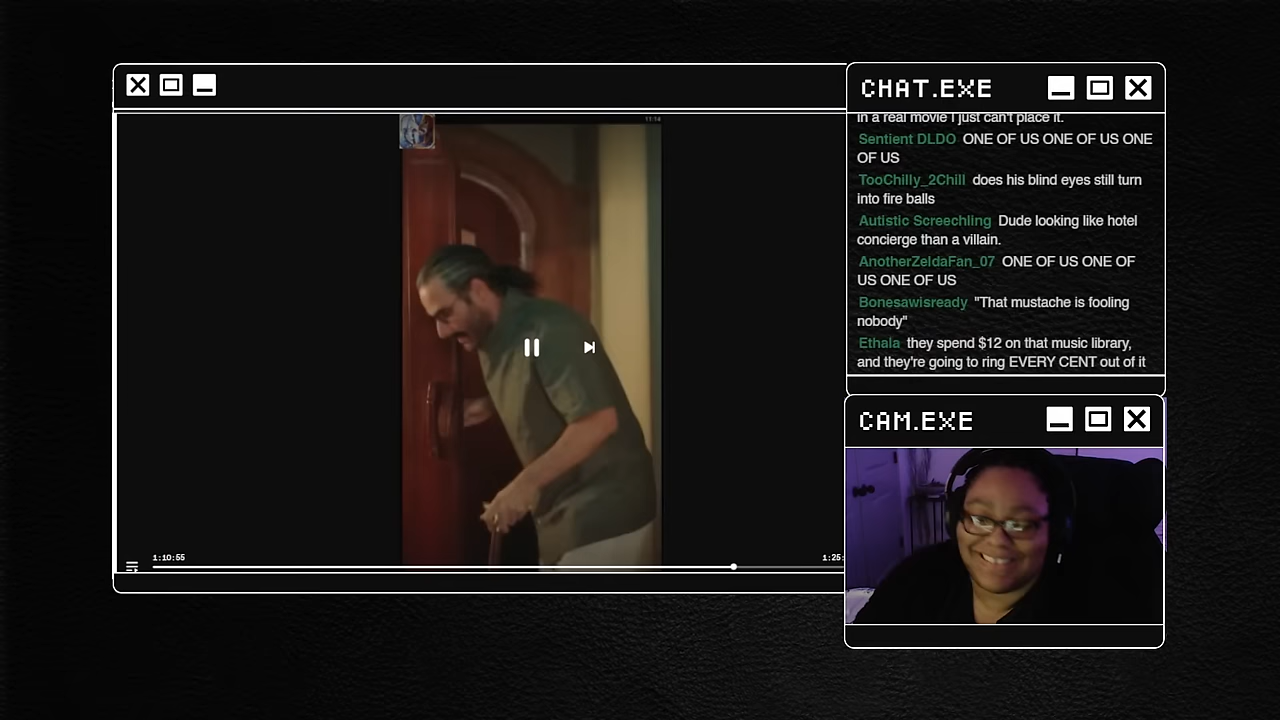 CHAT.EXE
in a real movie I just can't place it.
Sentient DLDO ONE OF US ONE OF US ONE
OF US
TooChilly_2Chill does his blind eyes still turn
into fire balls
Autistic Screechling Dude looking like hotel
concierge than a villain.
AnotherZeldaFan_07 ONE OF US ONE OF
US ONE OF US
Bonesawisready "That mustache is fooling
nobody"
Ethala they spend $12 on that music library,
and they're going to ring EVERY CENT out of it
CAM.EXE
11:14
1:10:55
1:25: